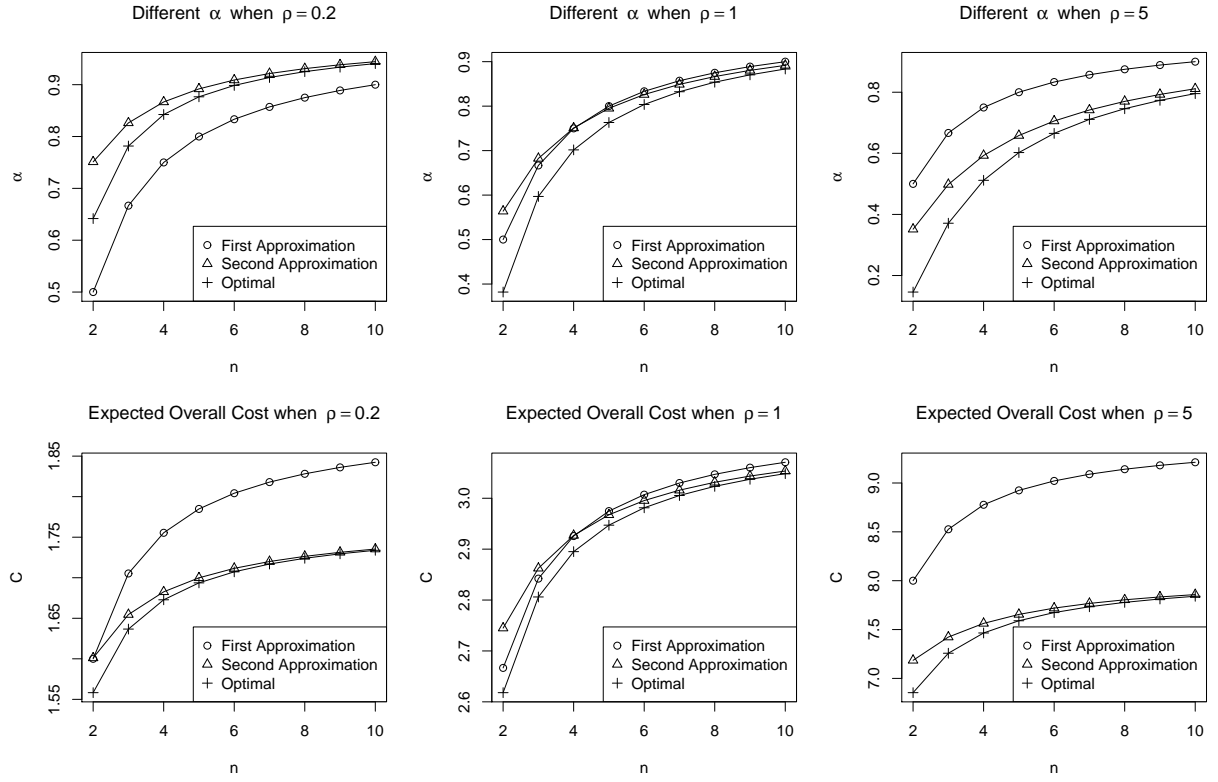 Different α when ρ = 0.2
α
0.5
0.6
0.7
0.8
0.9
First Approximation
Second Approximation
Optimal
2
4
6
8
10
n
Different α when ρ = 1
α
0.4
0.5
0.6
0.7
0.8
0.9
First Approximation
Second Approximation
Optimal
2
4
6
8
10
n
Different α when ρ = 5
α
0.2
0.4
0.6
0.8
First Approximation
Second Approximation
Optimal
2
4
6
8
10
n
Expected Overall Cost when ρ = 0.2
C
1.55
1.65
1.75
1.85
First Approximation
Second Approximation
Optimal
2
4
6
8
10
n
Expected Overall Cost when ρ = 1
C
2.6
2.7
2.8
2.9
3.0
First Approximation
Second Approximation
Optimal
2
4
6
8
10
n
Expected Overall Cost when ρ = 5
C
7.0
7.5
8.0
8.5
9.0
First Approximation
Second Approximation
Optimal
2
4
6
8
10
n